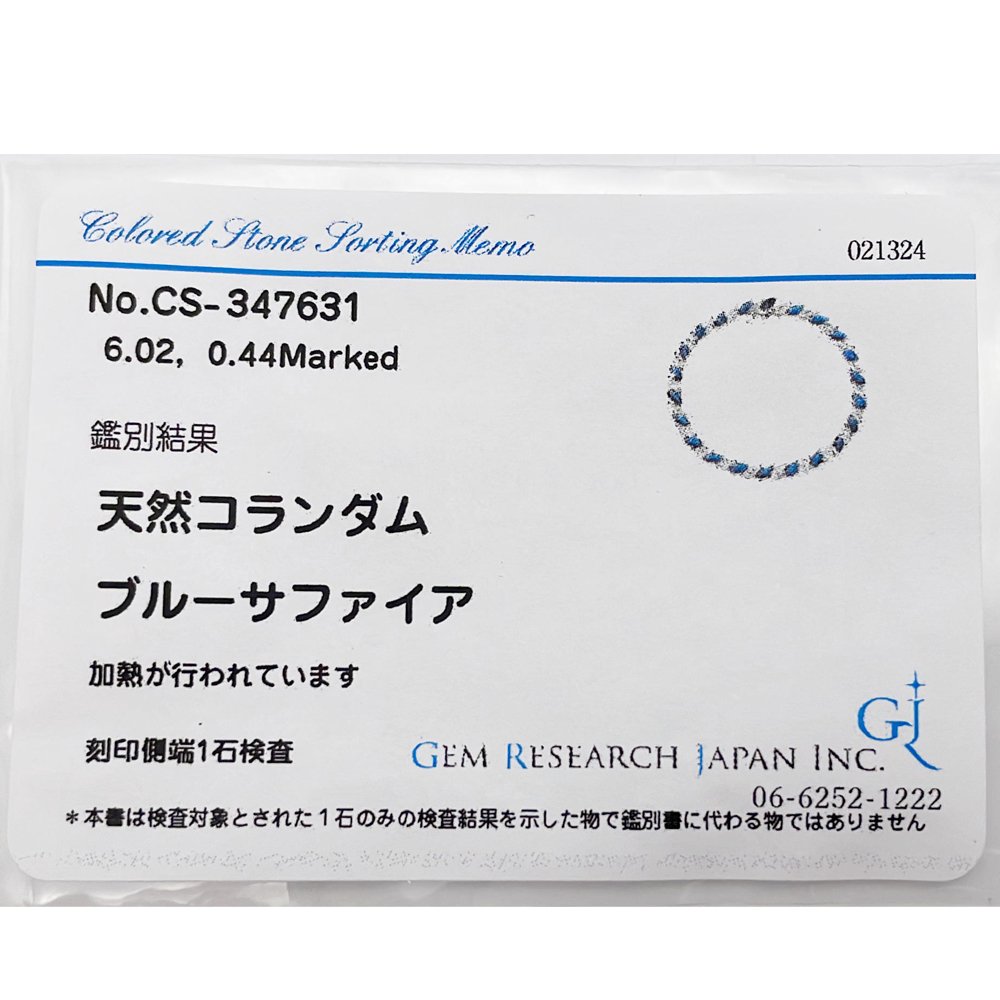 Colored Stone Sorting Memo
021324
No.CS-347631
6.02, 0.44Marked
鑑別結果
天然コランダム
ブルーサファイア
加熱が行われています
刻印側端1石検査
GJ
GEM RESEARCH JAPAN INC.
06-6252-1222
*本書は検査対象とされた1石のみの検査結果を示した物で鑑別書に代わる物ではありません